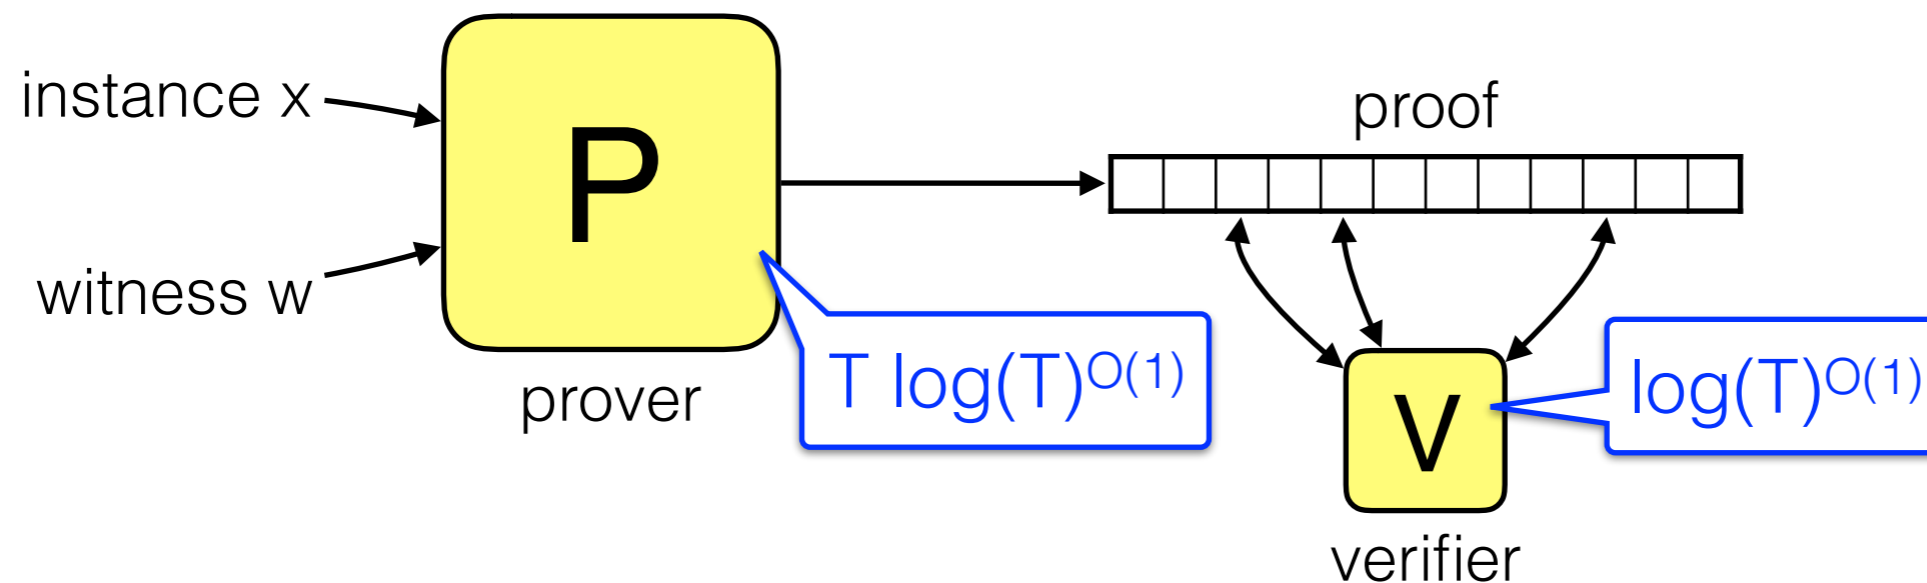 instance x
P
proof
witness w
T log(T)^O(1)
log(T)^O(1)
prover
V
verifier